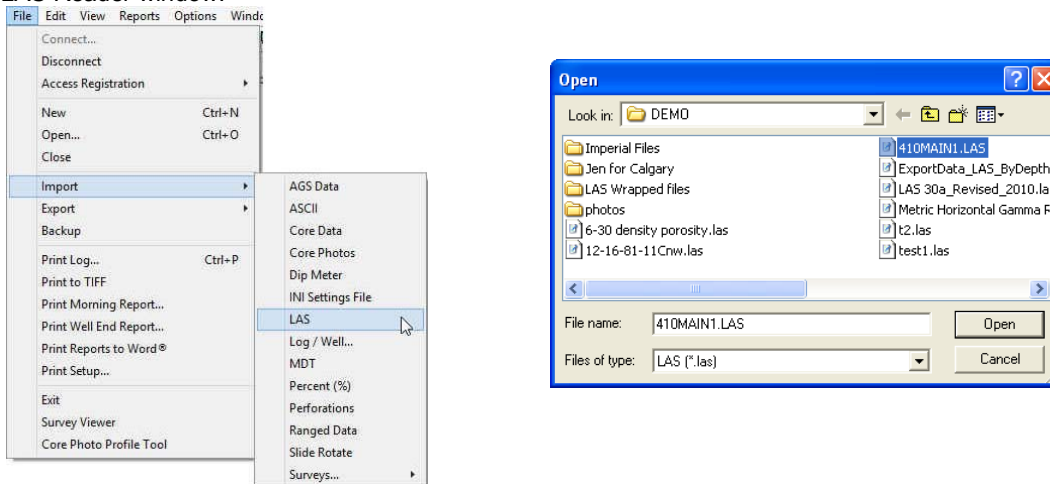 LAS Reader window
File Edit View Reports Options Windo
Connect...
Disconnect
Access Registration
New Ctrl+N
Open... Ctrl+O
Close
Import
Export
Backup
Print Log... Ctrl+P
Print to TIFF
Print Morning Report...
Print Well End Report...
Print Reports to Word®
Print Setup...
Exit
Survey Viewer
Core Photo Profile Tool
AGS Data
ASCII
Core Data
Core Photos
Dip Meter
INI Settings File
LAS
Log / Well...
MDT
Percent (%)
Perforations
Ranged Data
Slide Rotate
Surveys...
Open
Look in: DEMO
Imperial Files
Jen for Calgary
LAS Wrapped files
photos
6-30 density porosity.las
12-16-81-11Cnw.las
410MAIN1.LAS
ExportData_LAS_ByDepth
LAS 30a_Revised_2010.la
Metric Horizontal Gamma R
t2.las
test1.las
File name: 410MAIN1.LAS Open
Files of type: LAS (*.las) Cancel